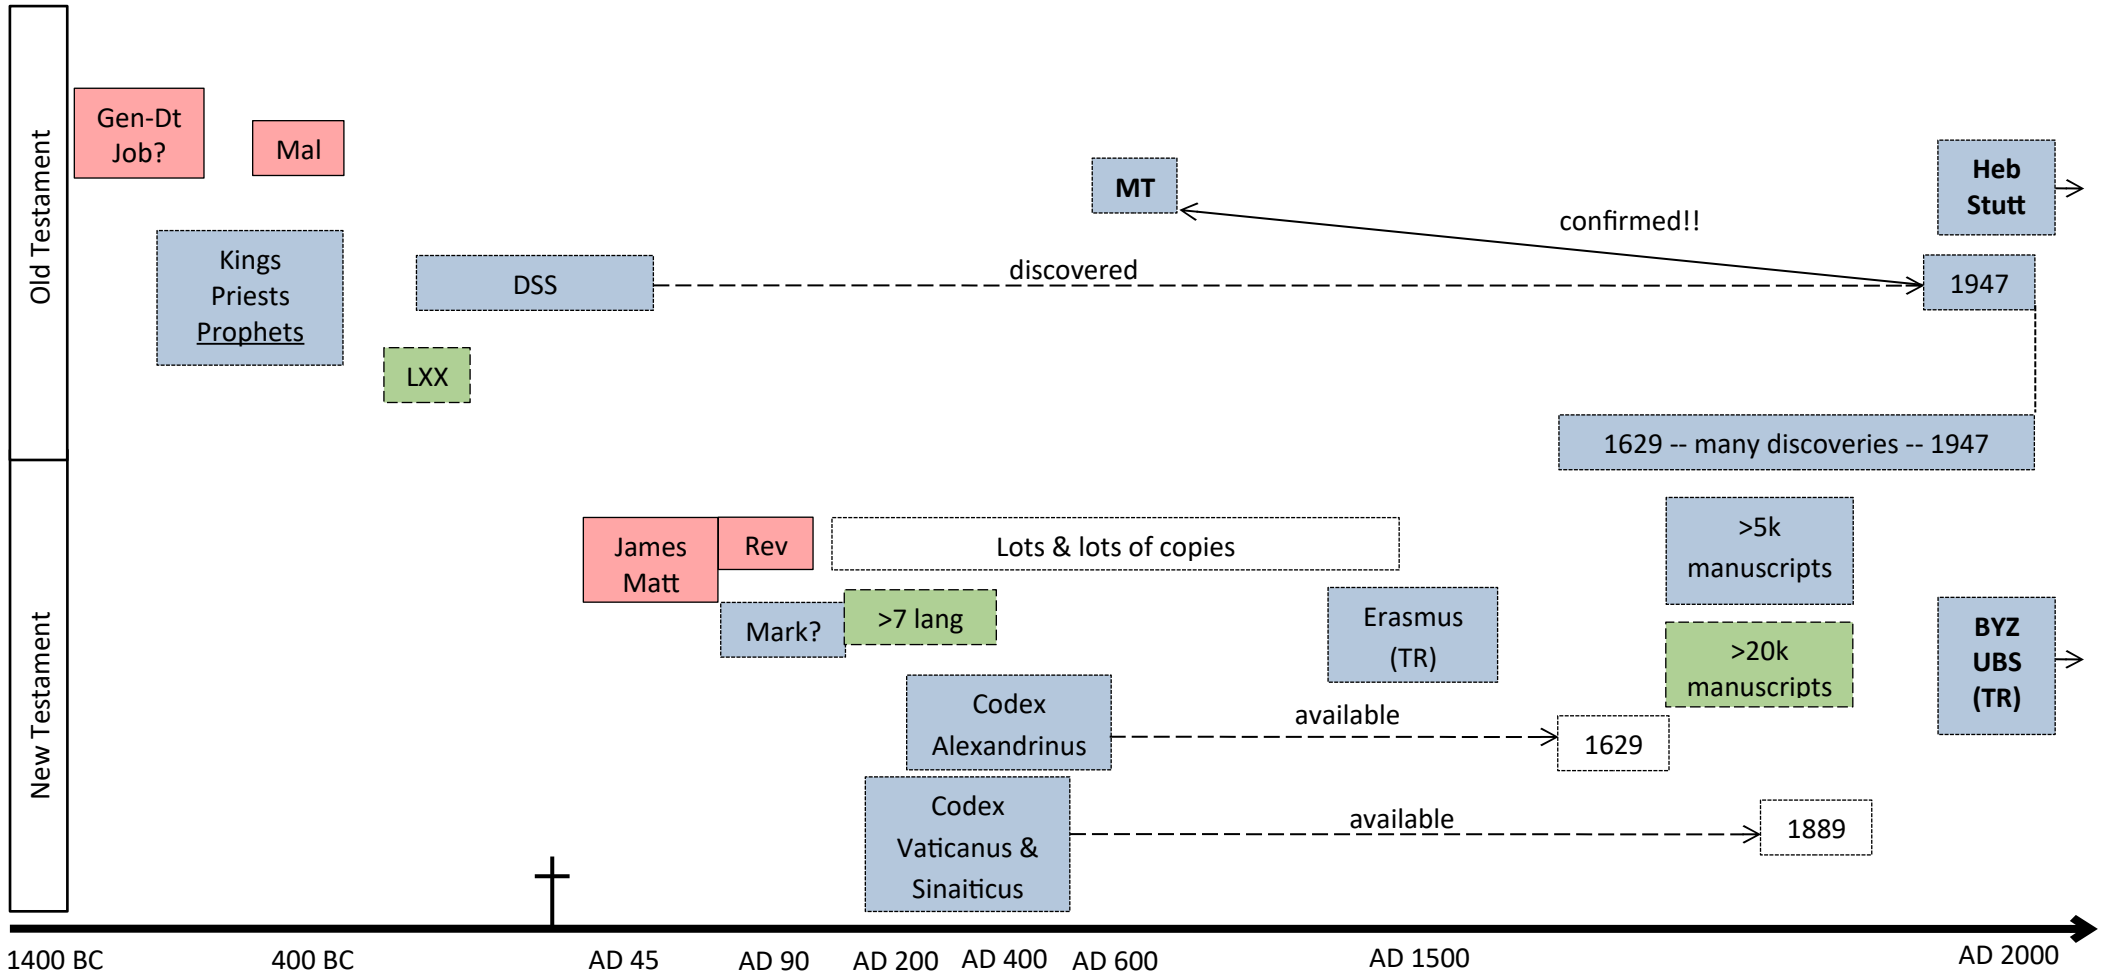 Old Testament
Gen-Dt
Job?
Mal
Kings
Priests
Prophets
DSS
LXX
discovered
MT
confirmed!!
Heb
Stutt
1947
1629 -- many discoveries -- 1947
New Testament
James
Matt
Rev
Lots & lots of copies
Mark?
>7 lang
Erasmus
(TR)
>5k
manuscripts
>20k
manuscripts
BYZ
UBS
(TR)
Codex
Alexandrinus
available
1629
Codex
Vaticanus &
Sinaiticus
available
1889
1400 BC
400 BC
AD 45
AD 90
AD 200
AD 400
AD 600
AD 1500
AD 2000